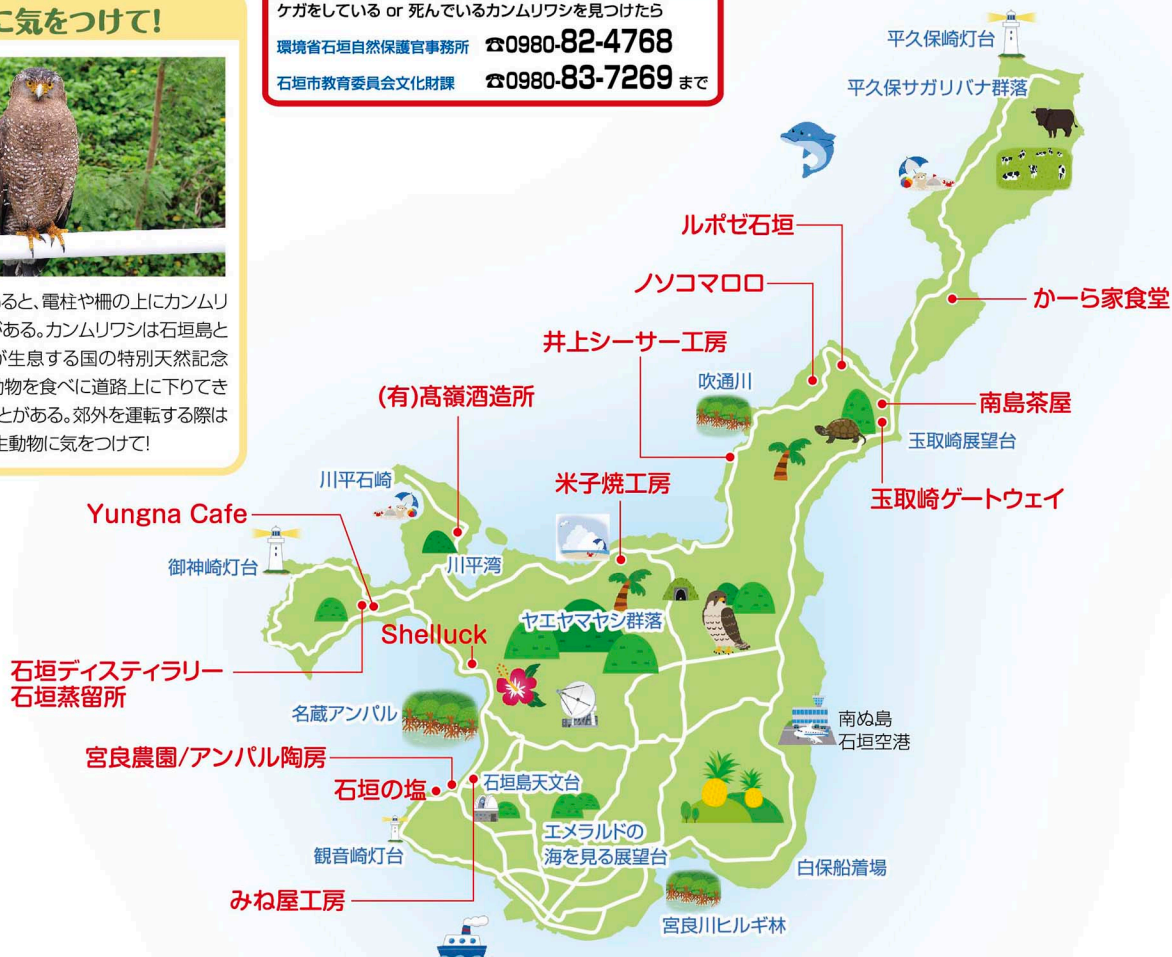 に気をつけて!
ると、電柱や柵の上にカンムリ
がある。カンムリワシは石垣島と
が生息する国の特別天然記念
動物を食べに道路上に下りてき
とがある。郊外を運転する際は
生動物に気をつけて!
ケガをしている or 死んでいるカンムリワシを見つけたら
環境省石垣自然保護官事務所 ☎0980-82-4768
石垣市教育委員会文化財課 ☎0980-83-7269 まで
平久保崎灯台
平久保サガリバナ群落
ルポゼ石垣
ノソコマロロ
かーら家食堂
井上シーサー工房
吹通川
(有)髙嶺酒造所
南島茶屋
玉取崎展望台
川平石崎
米子焼工房
玉取崎ゲートウェイ
Yungna Cafe
御神崎灯台
川平湾
ヤエヤマヤシ群落
Shelluck
石垣ディスティラリー
石垣蒸留所
名蔵アンパル
南ぬ島
石垣空港
宮良農園/アンパル陶房
石垣の塩
石垣島天文台
エメラルドの
海を見る展望台
観音崎灯台
白保船着場
みね屋工房
宮良川ヒルギ林